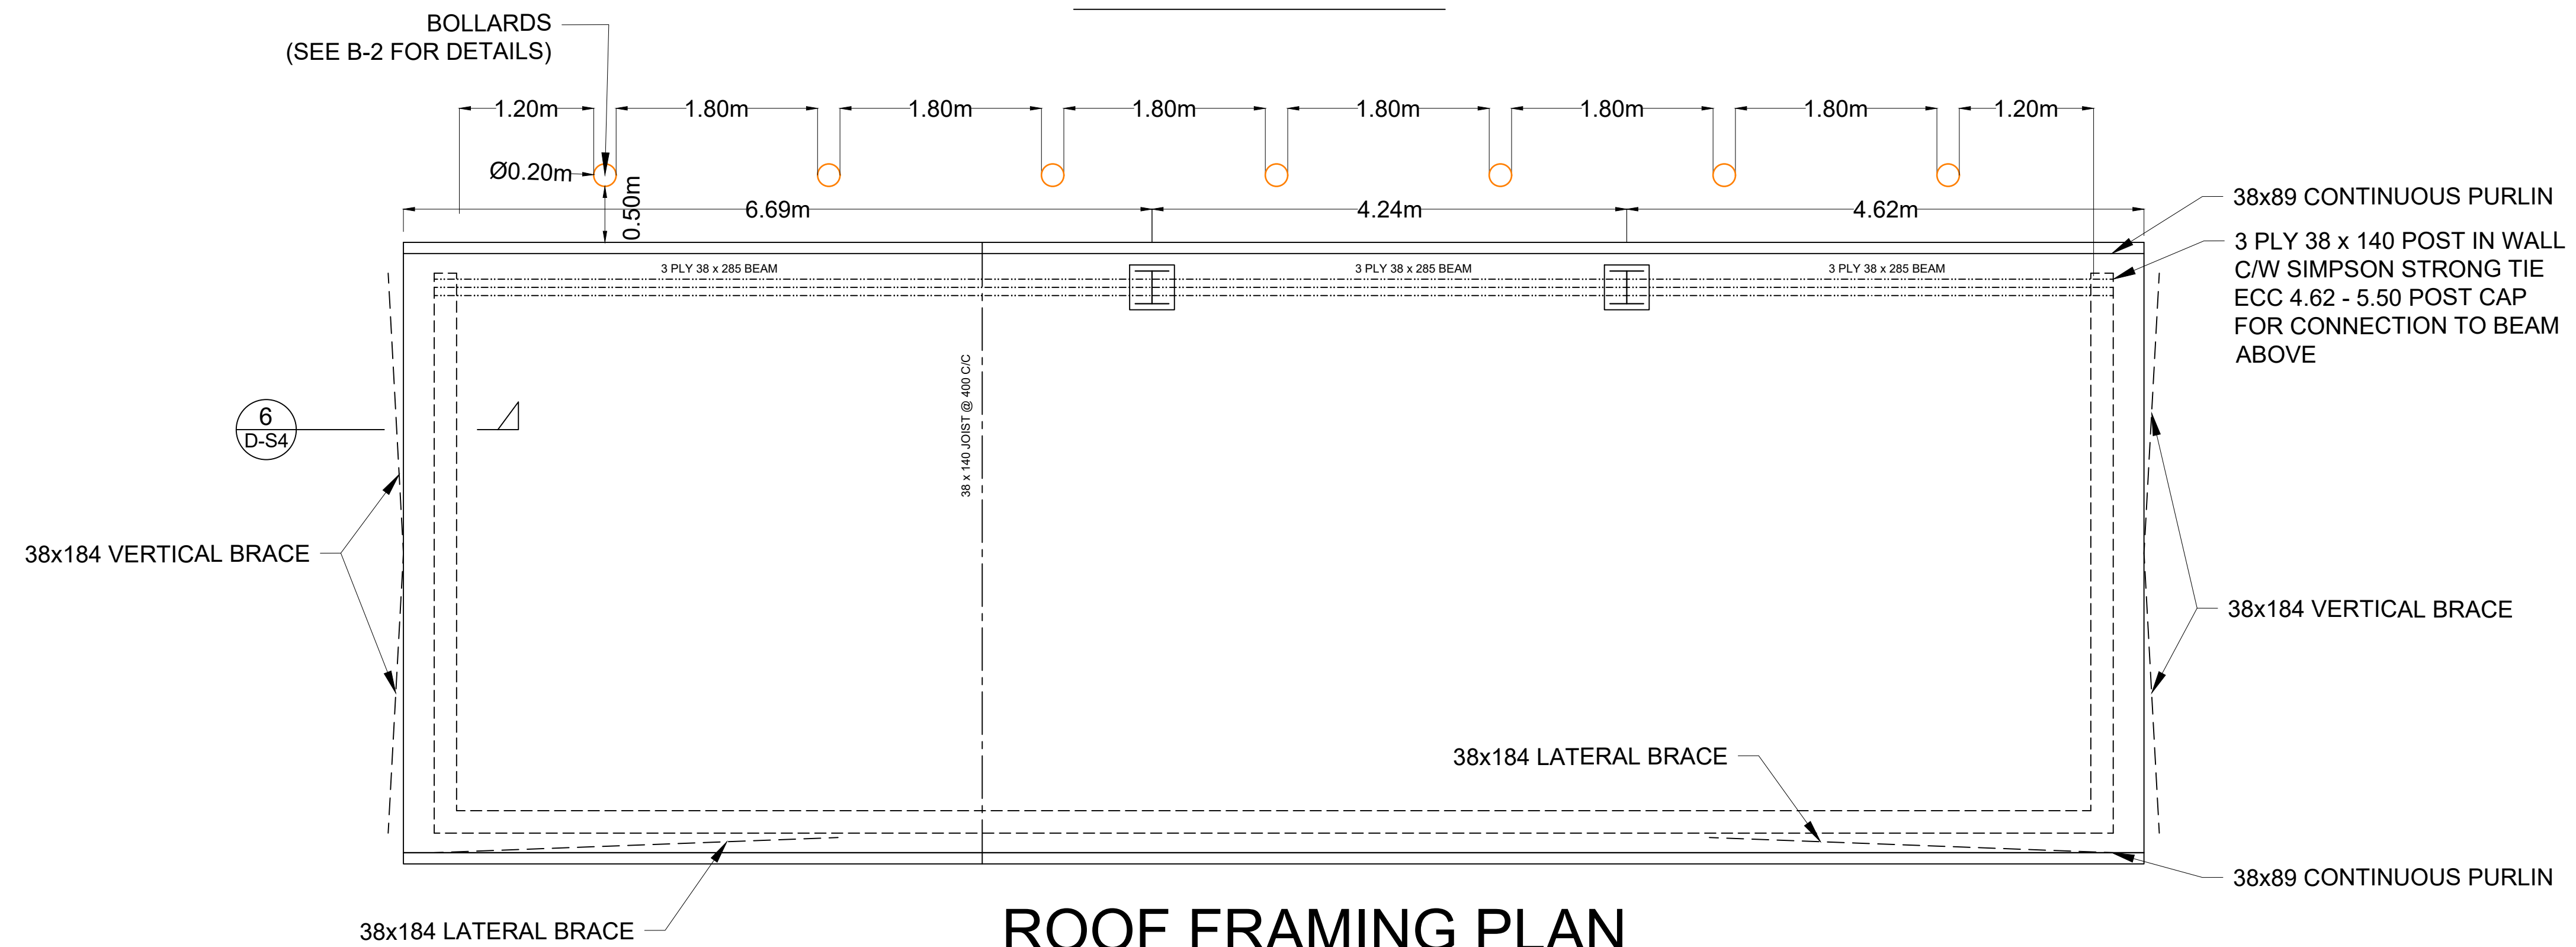 BOLLARDS
(SEE B-2 FOR DETAILS)
1.20m
1.80m
1.80m
1.80m
1.80m
1.80m
1.80m
1.20m
Ø0.20m
0.50m
6.69m
4.24m
4.62m
38x89 CONTINUOUS PURLIN
3 PLY 38 x 140 POST IN WALL
C/W SIMPSON STRONG TIE
ECC 4.62 - 5.50 POST CAP
FOR CONNECTION TO BEAM
ABOVE
3 PLY 38 x 285 BEAM
3 PLY 38 x 285 BEAM
3 PLY 38 x 285 BEAM
38 x 140 JOIST @ 400 C/C
6
D-S4
38x184 VERTICAL BRACE
38x184 VERTICAL BRACE
38x184 LATERAL BRACE
38x89 CONTINUOUS PURLIN
38x184 LATERAL BRACE
ROOF FRAMING PLAN